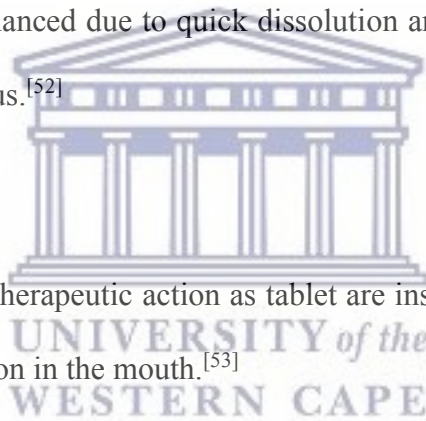 anced due to quick dissolution an
us.[52]
herapeutic action as tablet are ins
UNIVERSITY of the
on in the mouth.[53]
WESTERN CAPE